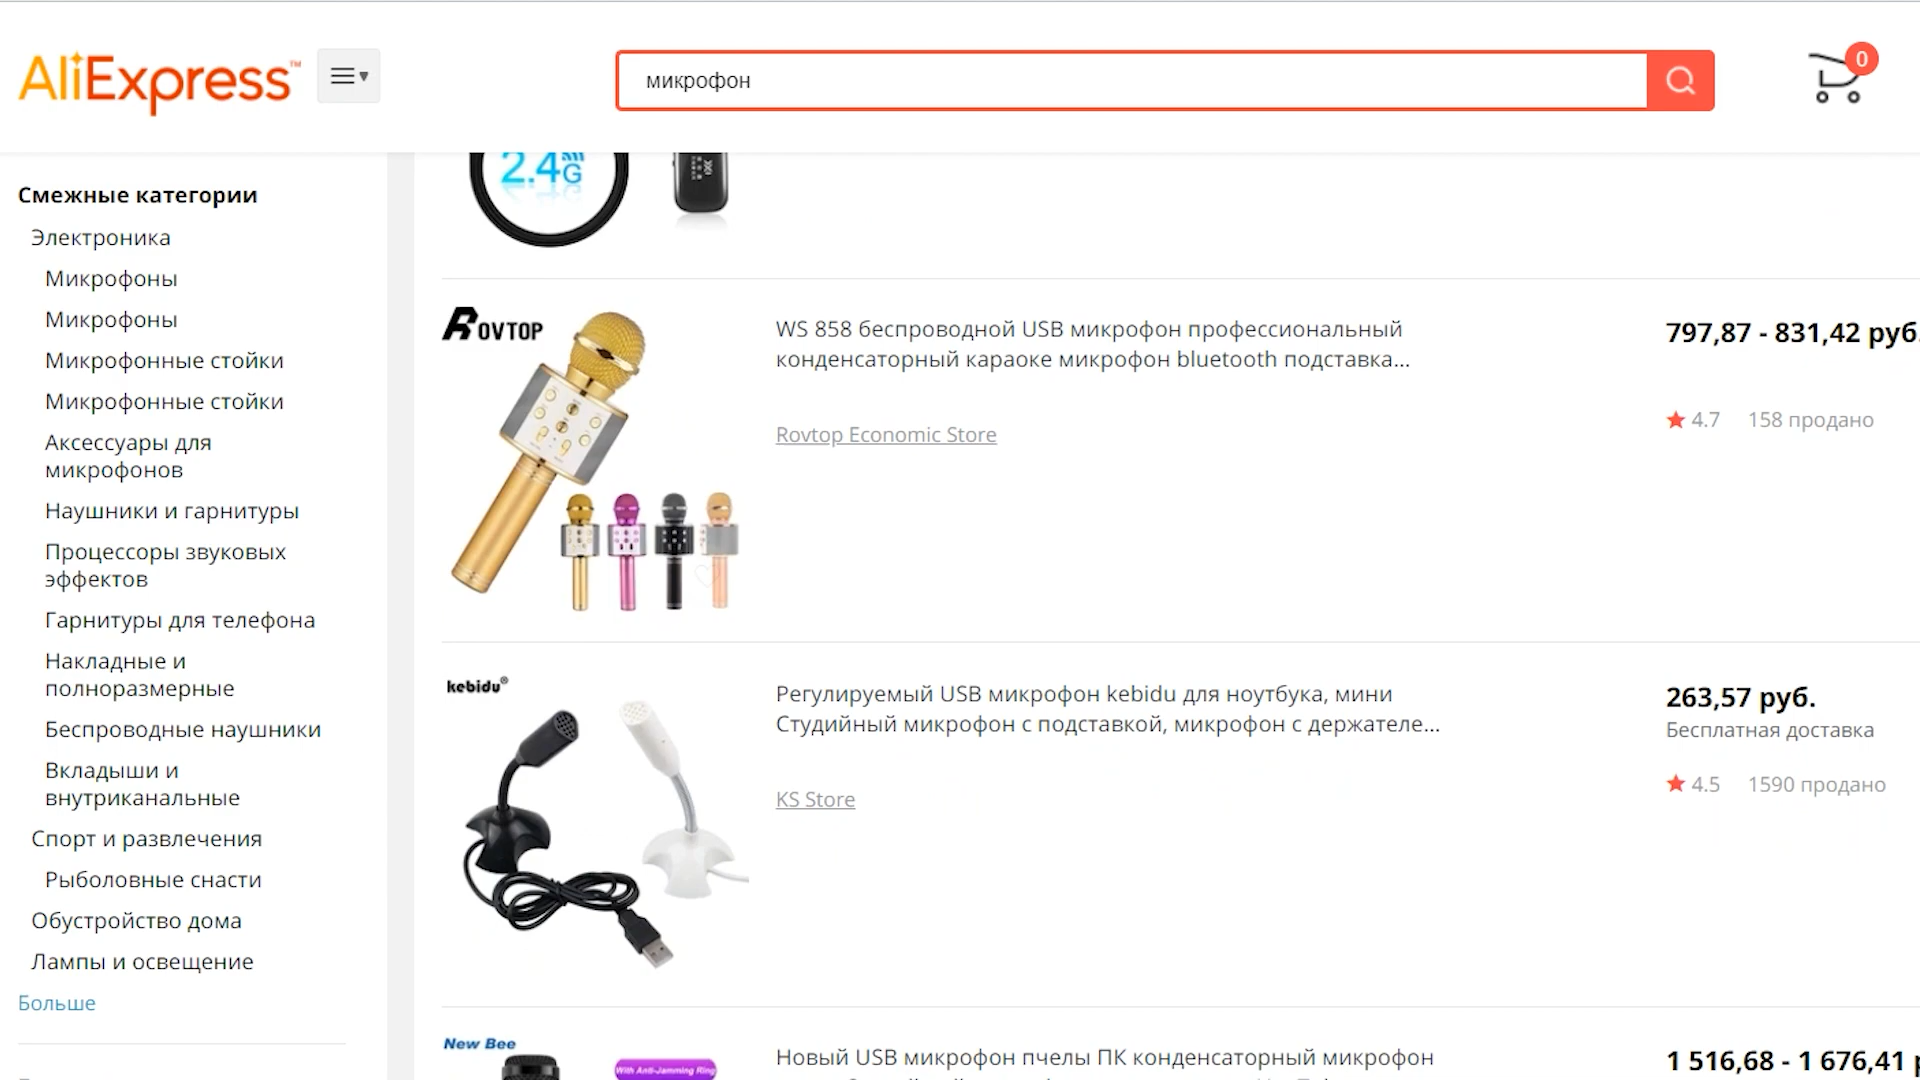 AliExpress™
микрофон
0
Смежные категории
Электроника
Микрофоны
Микрофоны
Микрофонные стойки
Микрофонные стойки
Аксессуары для
микрофонов
Наушники и гарнитуры
Процессоры звуковых
эффектов
Гарнитуры для телефона
Накладные и
полноразмерные
Беспроводные наушники
Вкладыши и
внутриканальные
Спорт и развлечения
Рыболовные снасти
Обустройство дома
Лампы и освещение
Больше
2.4G
ROVTOP
WS 858 беспроводной USB микрофон профессиональный
конденсаторный караоке микрофон bluetooth подставка...
Rovtop Economic Store
797,87 - 831,42 руб.
4.7 158 продано
kebidu®
Регулируемый USB микрофон kebidu для ноутбука, мини
Студийный микрофон с подставкой, микрофон с держателе...
KS Store
263,57 руб.
Бесплатная доставка
4.5 1590 продано
New Bee
With Anti-Jamming Ring
Новый USB микрофон пчелы ПК конденсаторный микрофон
1 516,68 - 1 676,41